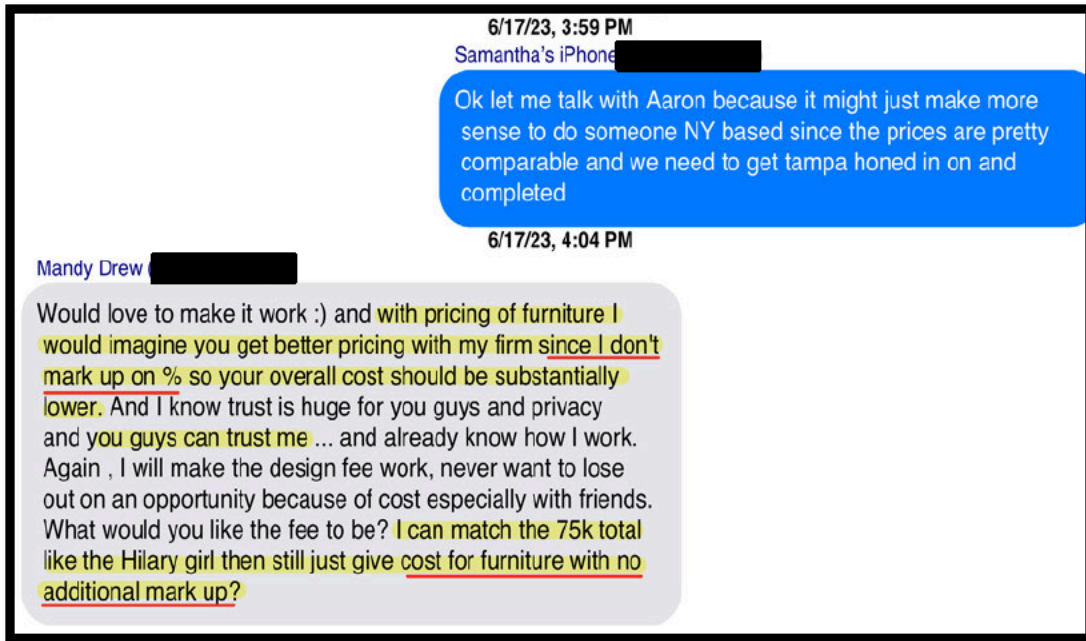 6/17/23, 3:59 PM
Samantha's iPhone
Ok let me talk with Aaron because it might just make more
sense to do someone NY based since the prices are pretty
comparable and we need to get tampa honed in on and
completed
6/17/23, 4:04 PM
Mandy Drew (
Would love to make it work :) and with pricing of furniture I
would imagine you get better pricing with my firm since I don't
mark up on % so your overall cost should be substantially
lower. And I know trust is huge for you guys and privacy
and you guys can trust me ... and already know how I work.
Again , I will make the design fee work, never want to lose
out on an opportunity because of cost especially with friends.
What would you like the fee to be? I can match the 75k total
like the Hilary girl then still just give cost for furniture with no
additional mark up?